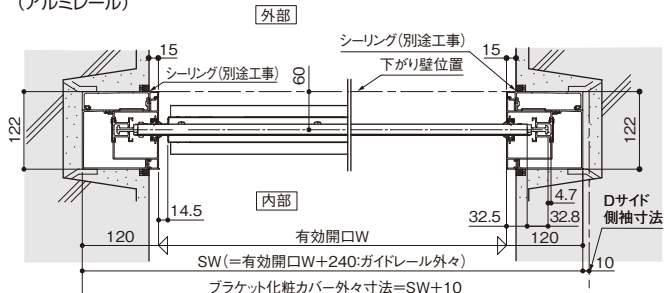 (アルミレール)
外部
15
シーリング(別途工事)
60
シーリング(別途工事)
15
下がり壁位置
122
122
内部
14.5
4.7
32.5
32.8
Dサイド
側袖寸法
120
有効開口W
120
SW(=有効開口W+240:ガイドレール外々)
10
ブラケット化粧カバー外々寸法=SW+10